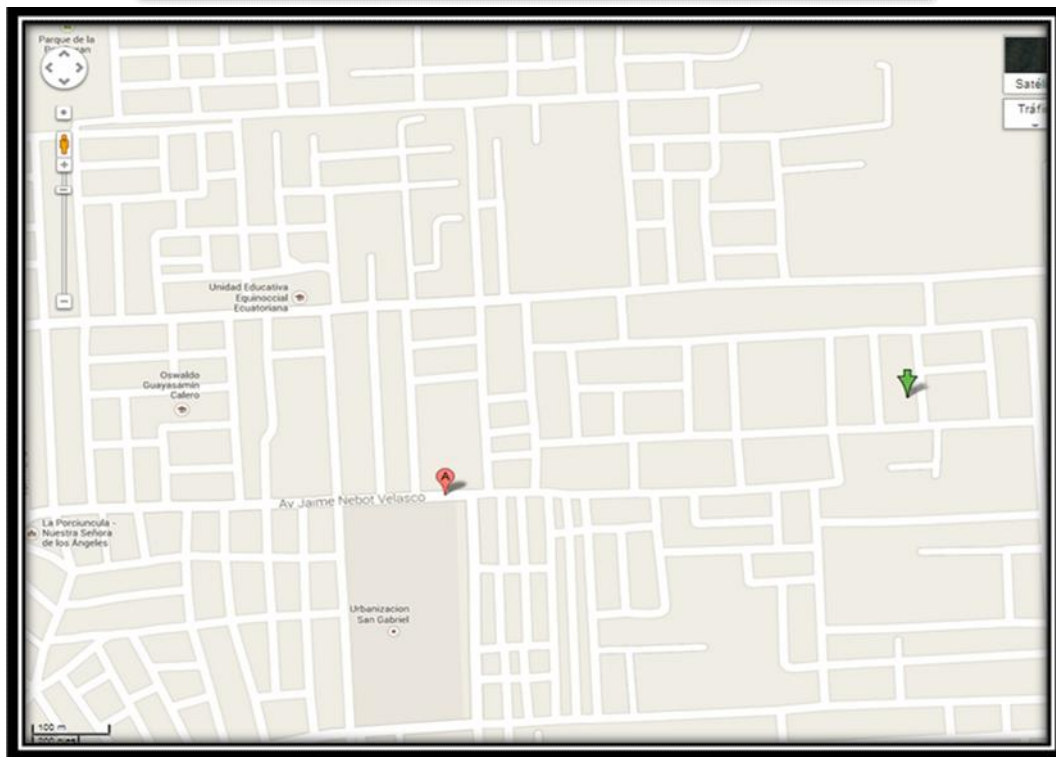 Parque de la
Satél
Tráfi
Unidad Educativa
Equinoccial
Ecuatoriana
Oswaldo
Guayasamin
Calero
A
Av Jaime Nebot Velasco
La Porciuncula -
Nuestra Señora
de los Ángeles
Urbanizacion
San Gabriel
100 m